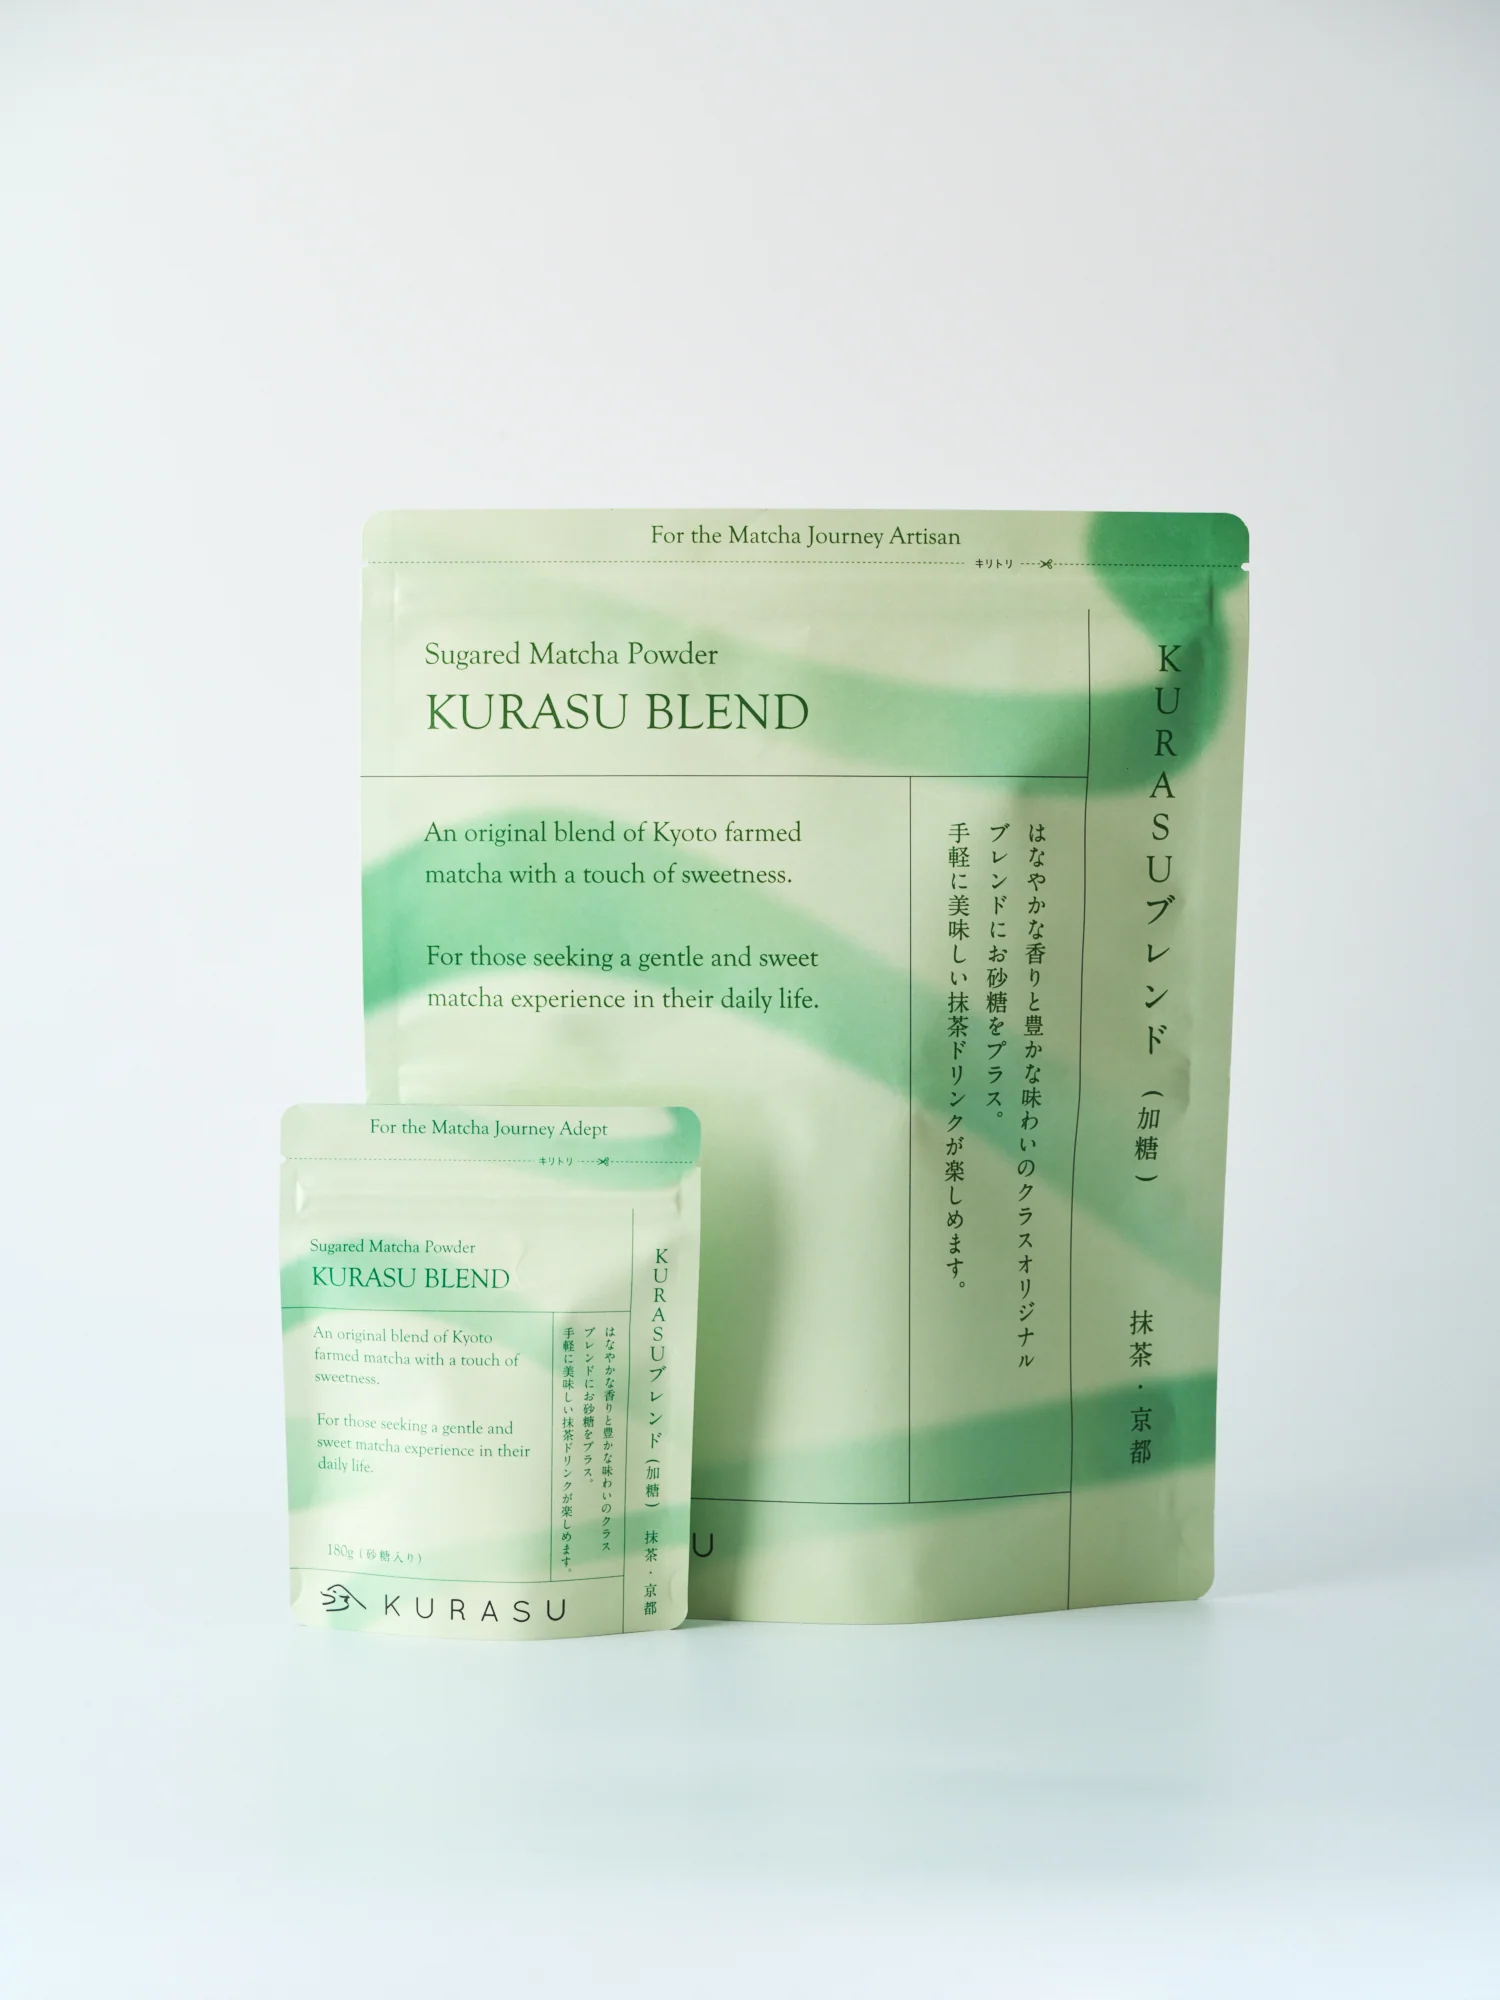 For the Matcha Journey Artisan
キリトリ
Sugared Matcha Powder
KURASU BLEND
An original blend of Kyoto farmed
matcha with a touch of sweetness.
For those seeking a gentle and sweet
matcha experience in their daily life.
はなやかな香りと豊かな味わいのクラスオリジナル
ブレンドにお砂糖をプラス。
手軽に美味しい抹茶ドリンクが楽しめます。
KURASUブレンド(加糖) 抹茶・京都
U
For the Matcha Journey Adept
キリトリ
Sugared Matcha Powder
KURASU BLEND
An original blend of Kyoto
farmed matcha with a touch of
sweetness.
For those seeking a gentle and
sweet matcha experience in their
daily life.
180g(砂糖入り)
はなやかな香りと豊かな味わいのクラス
ブレンドにお砂糖をプラス。
手軽に美味しい抹茶ドリンクが楽しめます。
KURASUブレンド(加糖) 抹茶・京都
KURASU